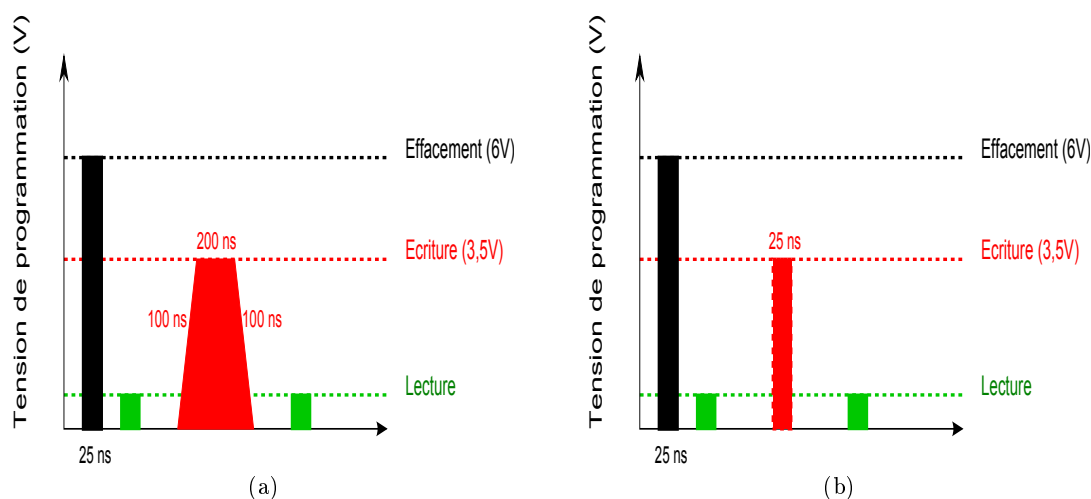 Tension de programmation (V)
Effacement (6V)
200 ns
Ecriture (3,5V)
100 ns
100 ns
Lecture
25 ns
(a)
Tension de programmation (V)
Effacement (6V)
25 ns
Ecriture (3,5V)
Lecture
25 ns
(b)